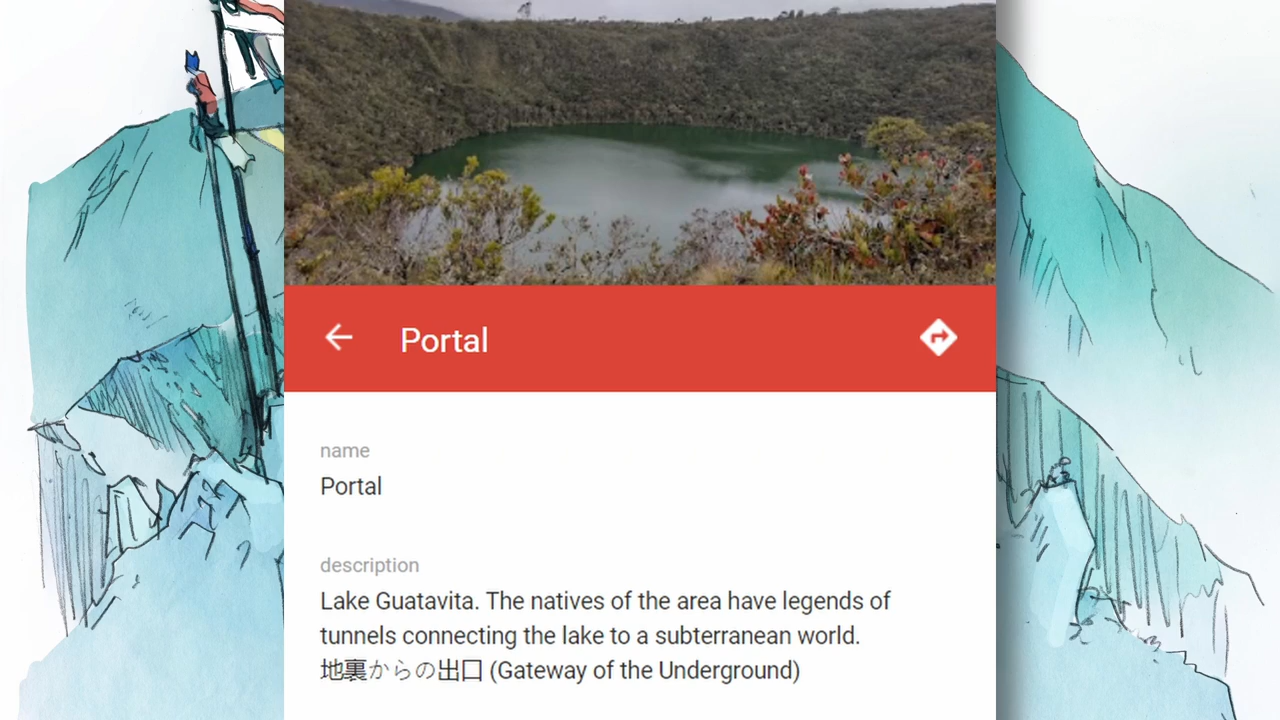 Portal
name
Portal
description
Lake Guatavita. The natives of the area have legends of
tunnels connecting the lake to a subterranean world.
地裏からの出口 (Gateway of the Underground)